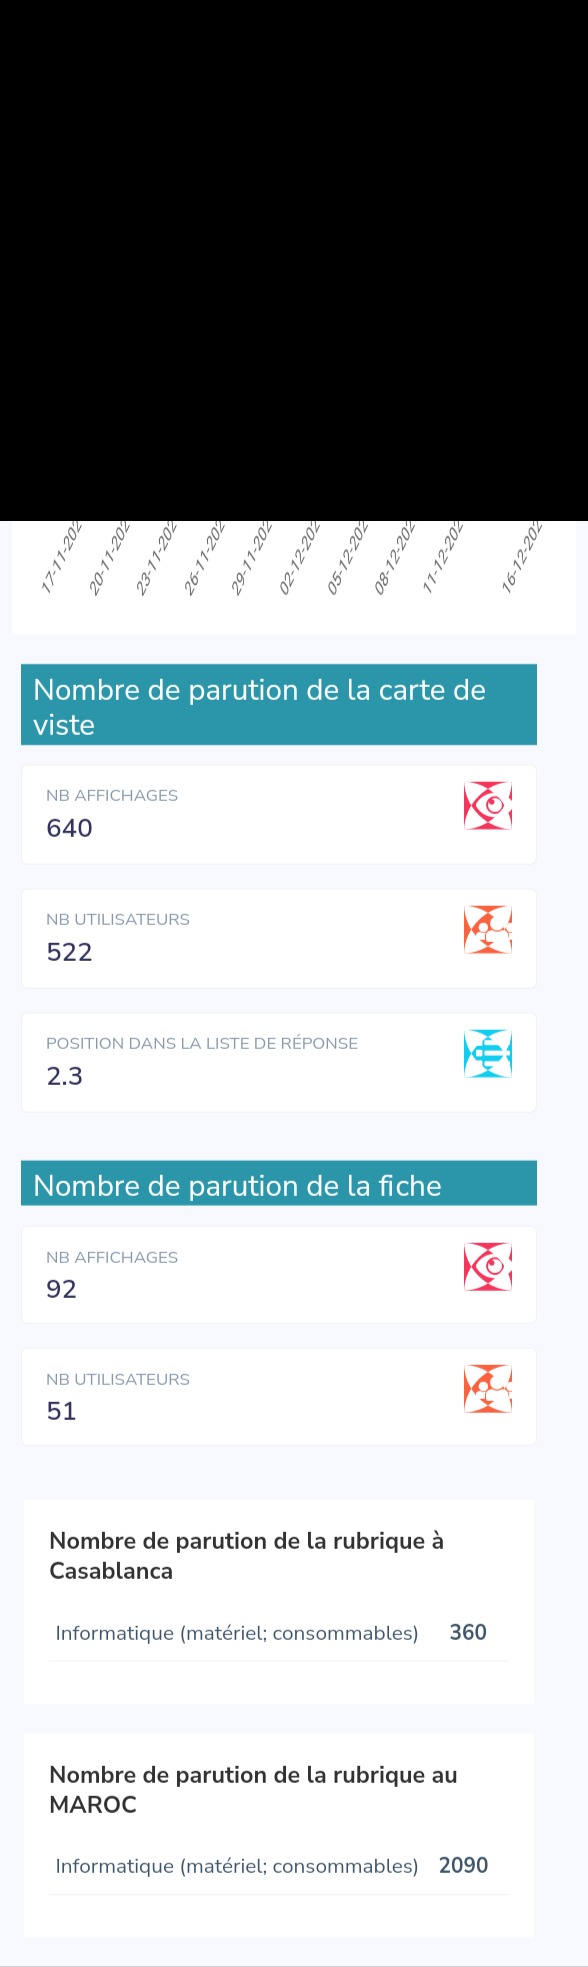 17-11-202
20-11-202
23-11-202
26-11-202
29-11-202
02-12-202
05-12-202
08-12-202
11-12-202
16-12-202
Nombre de parution de la carte de
viste
NB AFFICHAGES
640
NB UTILISATEURS
522
POSITION DANS LA LISTE DE RÉPONSE
2.3
Nombre de parution de la fiche
NB AFFICHAGES
92
NB UTILISATEURS
51
Nombre de parution de la rubrique à
Casablanca
Informatique (matériel; consommables) 360
Nombre de parution de la rubrique au
MAROC
Informatique (matériel; consommables) 2090